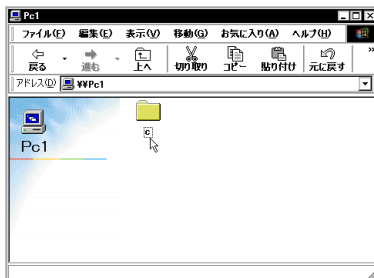 Pc1
ファイル(F) 編集(E) 表示(V) 移動(G) お気に入り(A) ヘルプ(H)
戻る 進む 上へ 切り取り コピー 貼り付け 元に戻す »
アドレス(D) ¥¥Pc1
Pc1
c